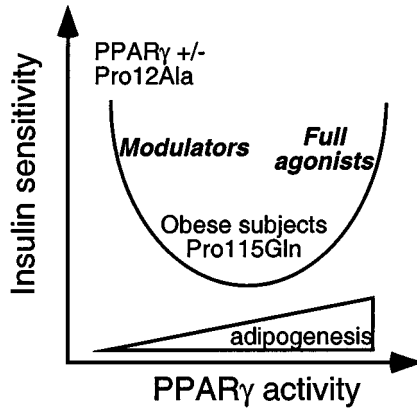 PPARγ +/-
Pro12Ala
Modulators
Full
agonists
Obese subjects
Pro115Gln
adipogenesis
Insulin sensitivity
PPARγ activity